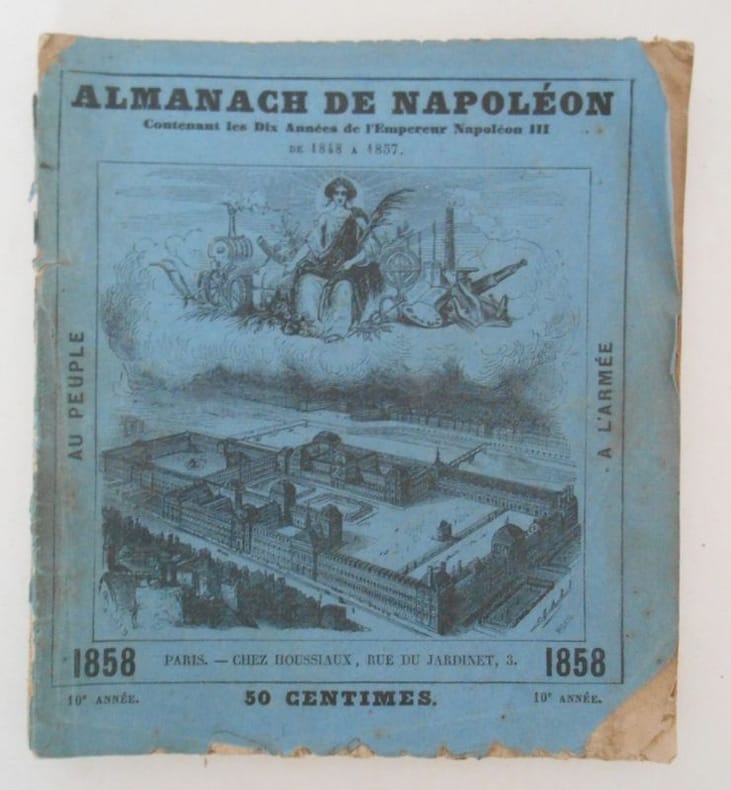 ALMANACH DE NAPOLÉON
Contenant les Dix Années de l'Empereur Napoléon III
DE 1848 A 1857.
AU PEUPLE
A L'ARMÉE
1858 PARIS. — CHEZ HOUSSIAUX, RUE DU JARDINET, 3. 1858
10e ANNÉE. 50 CENTIMES. 10e ANNÉE.